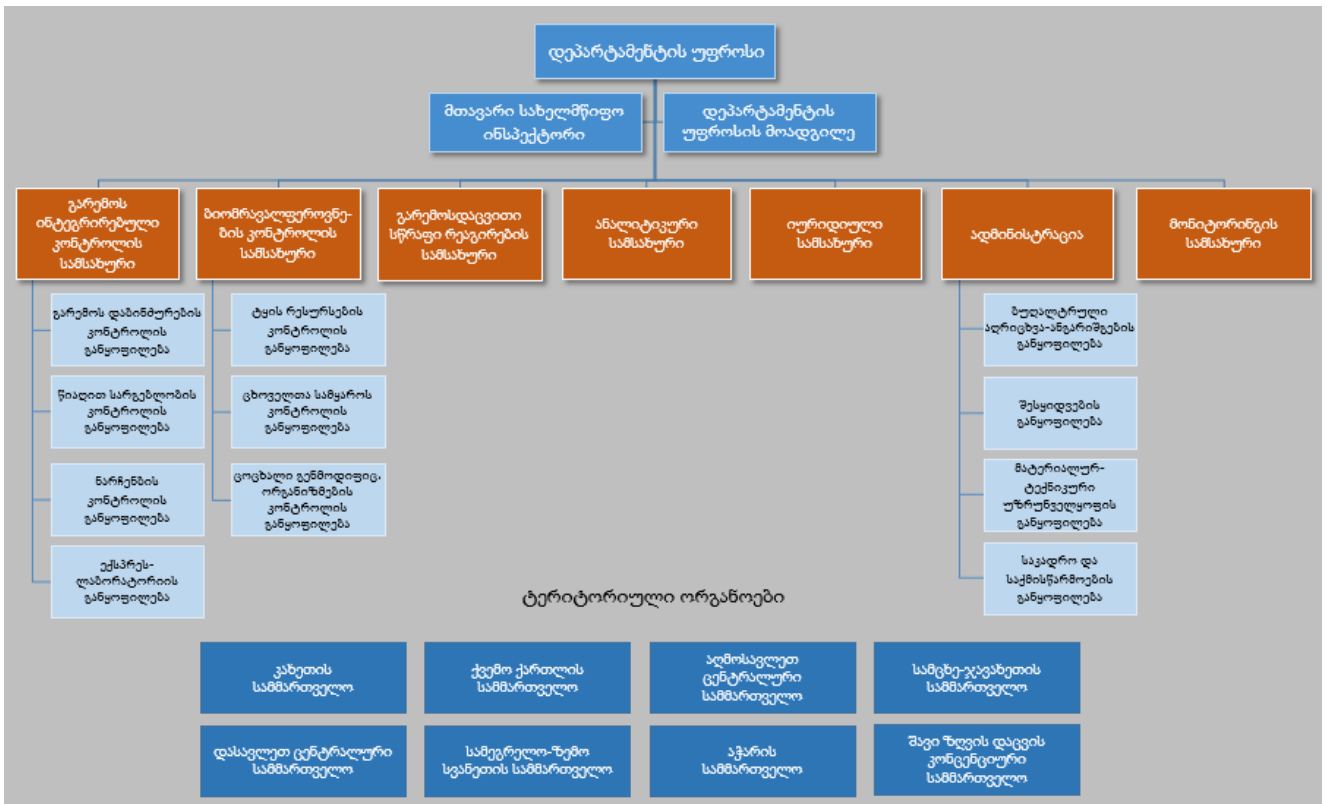 დეპარტამენტის უფროსი
მთავარი სახელმწიფო
ინსპექტორი
დეპარტამენტის
უფროსის მოადგილე
გარემოს
ინტეგრირებული
კონტროლის
სამსახური
ბიომრავალფეროვნე-
ბის კონტროლის
სამსახური
გარემოსდაცვითი
სწრაფი რეაგირების
სამსახური
ანალიტიკური
სამსახური
იურიდიული
სამსახური
ადმინისტრაცია
მონიტორინგის
სამსახური
გარემოს დაბინძურების
კონტროლის
განყოფილება
წიაღით სარგებლობის
კონტროლის
განყოფილება
ნარჩენბის
კონტროლის
განყოფილება
ექსპრეს-
ლაბორატორიის
განყოფილება
ტყის რესურსების
კონტროლის
განყოფილება
ცხოველთა სამყაროს
კონტროლის
განყოფილება
ცოცხალი გენმოდიფიც.
ორგანიზმების
კონტროლის
განყოფილება
ბუღალტრული
აღრიცხვა-ანგარიშგების
განყოფილება
შესყიდვების
განყოფილება
მატერიალურ-
ტექნიკური
უზრუნველყოფის
განყოფილება
საკადრო და
საქმისწარმოების
განყოფილება
ტერიტორიული ორგანოები
კახეთის
სამმართველო
ქვემო ქართლის
სამმართველო
აღმოსავლეთ
ცენტრალური
სამმართველო
სამცხე-ჯავახეთის
სამმართველო
დასავლეთ ცენტრალური
სამმართველო
სამეგრელო-ზემო
სვანეთის სამმართველო
აჭარის
სამმართველო
შავი ზღვის დაცვის
კონცენციური
სამმართველო